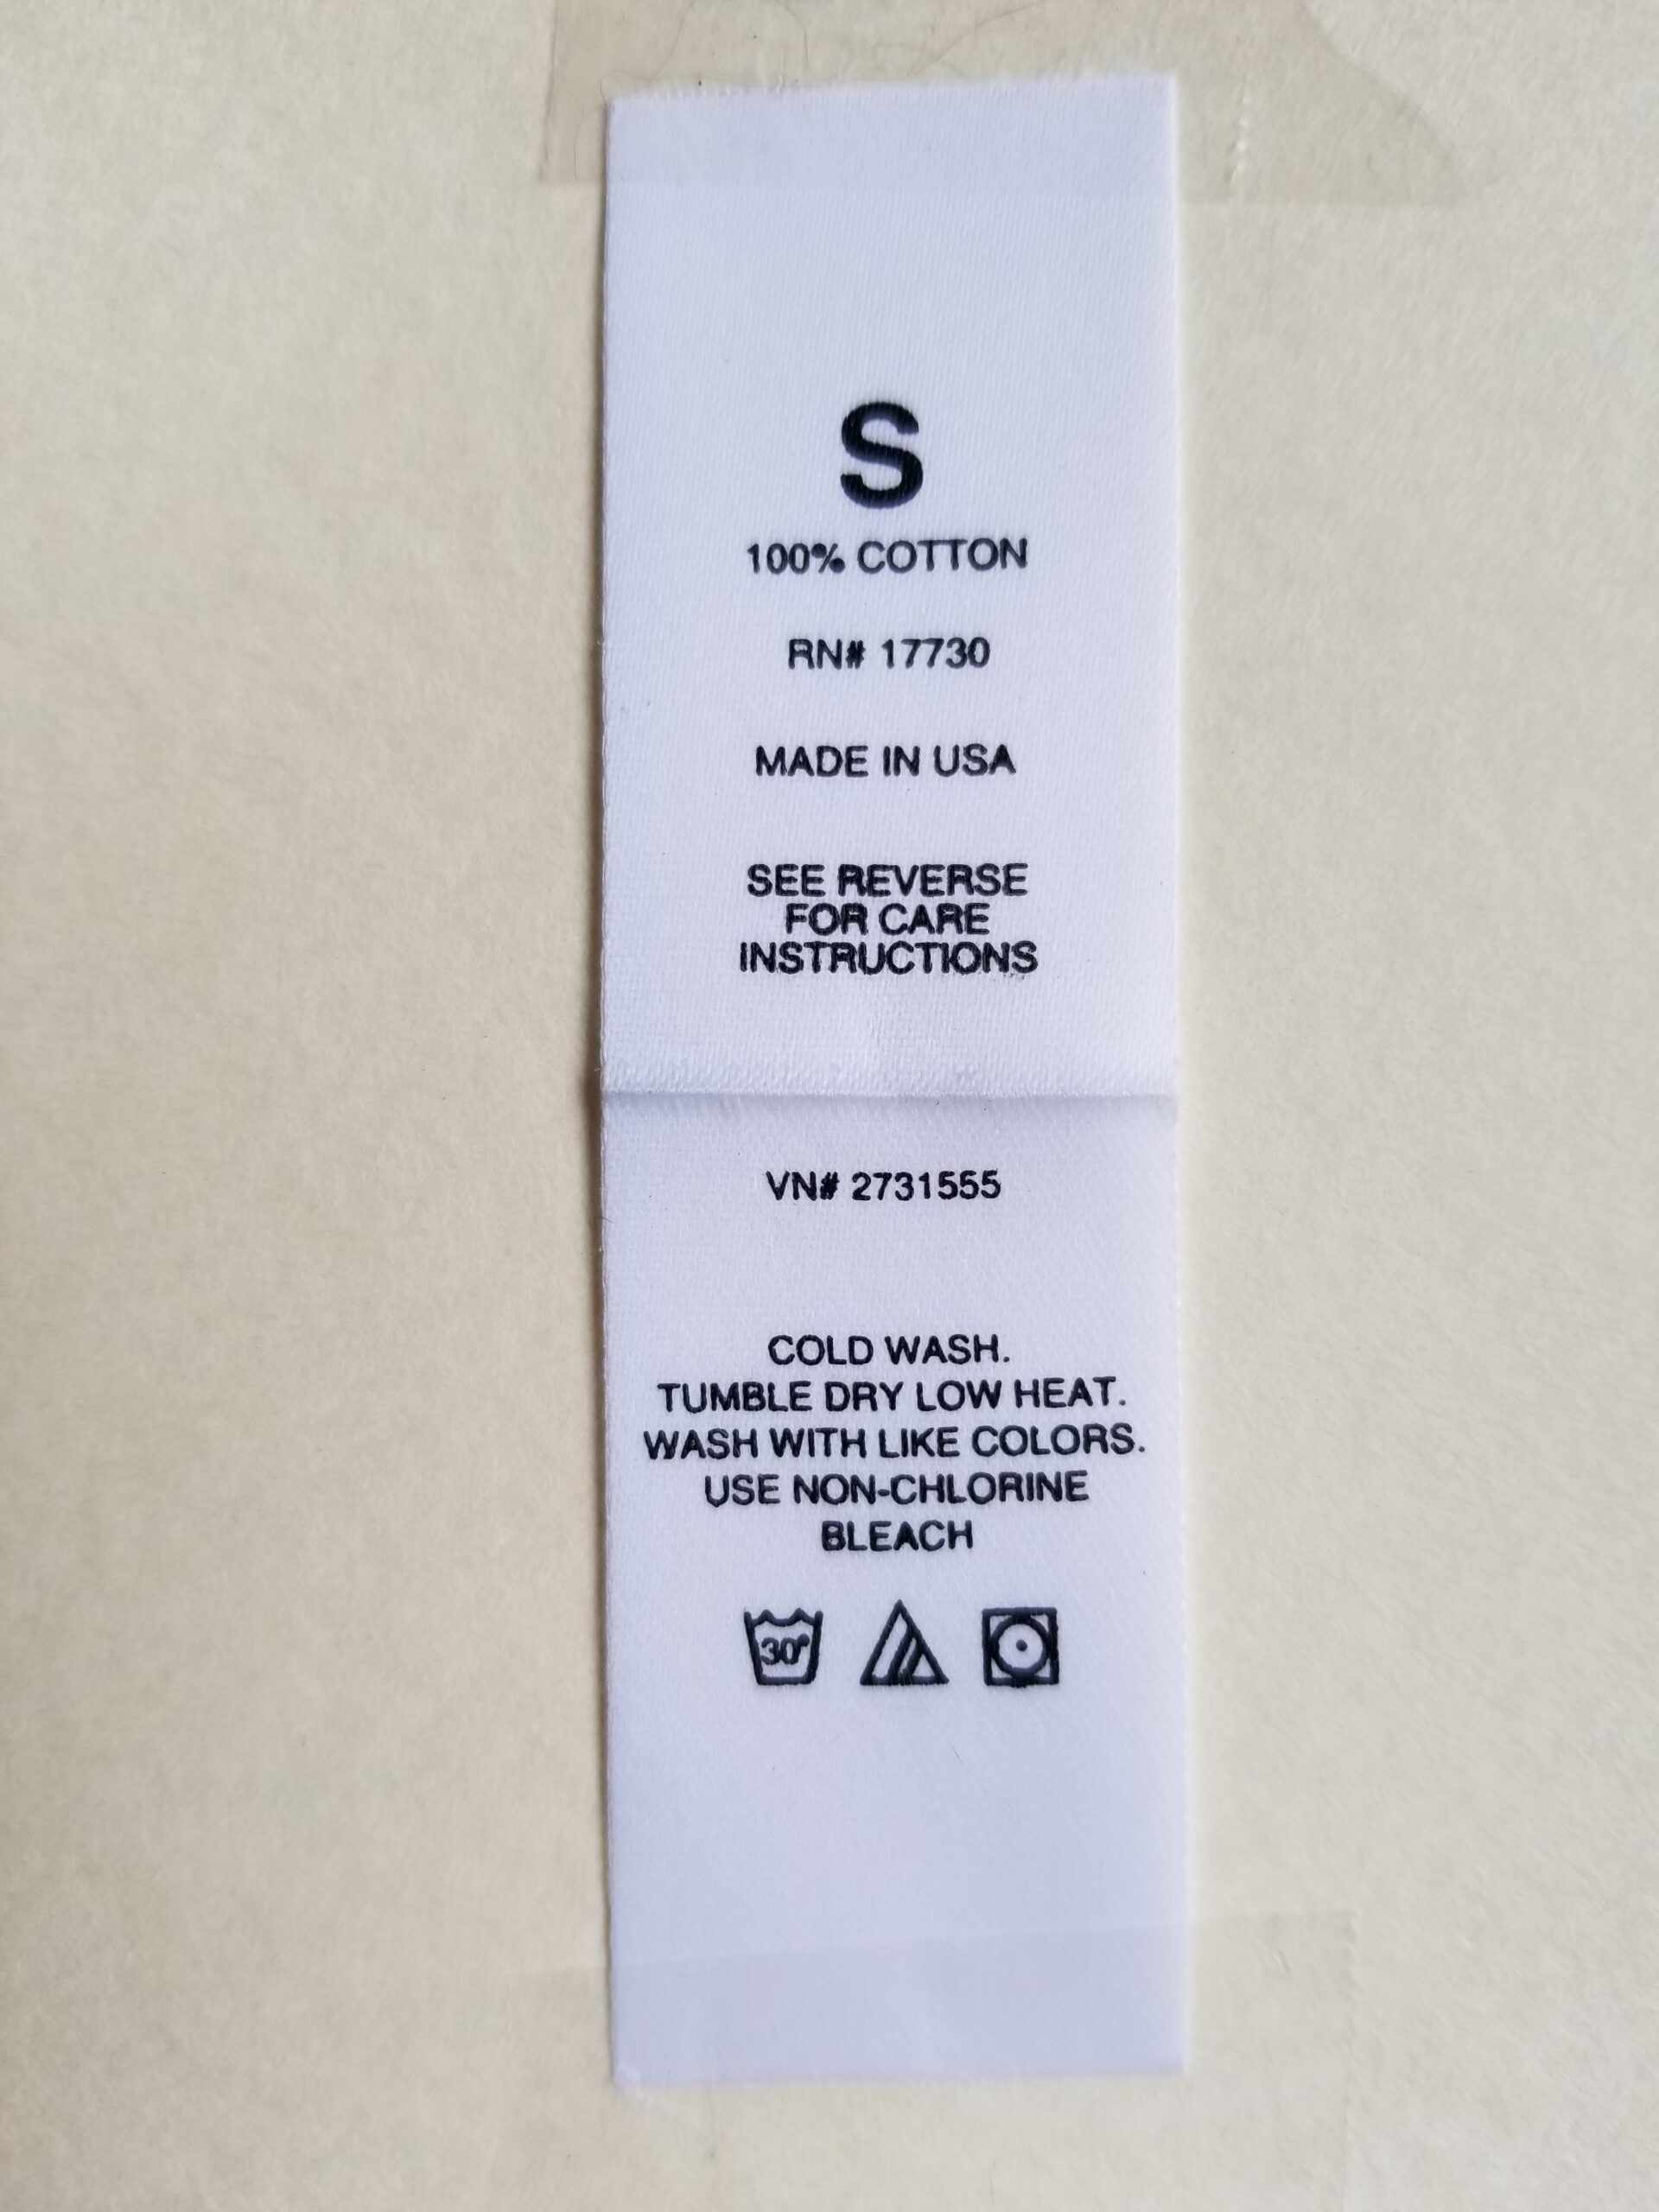 S
100% COTTON
RN# 17730
MADE IN USA
SEE REVERSE
FOR CARE
INSTRUCTIONS
VN# 2731555
COLD WASH.
TUMBLE DRY LOW HEAT.
WASH WITH LIKE COLORS.
USE NON-CHLORINE
BLEACH
30°